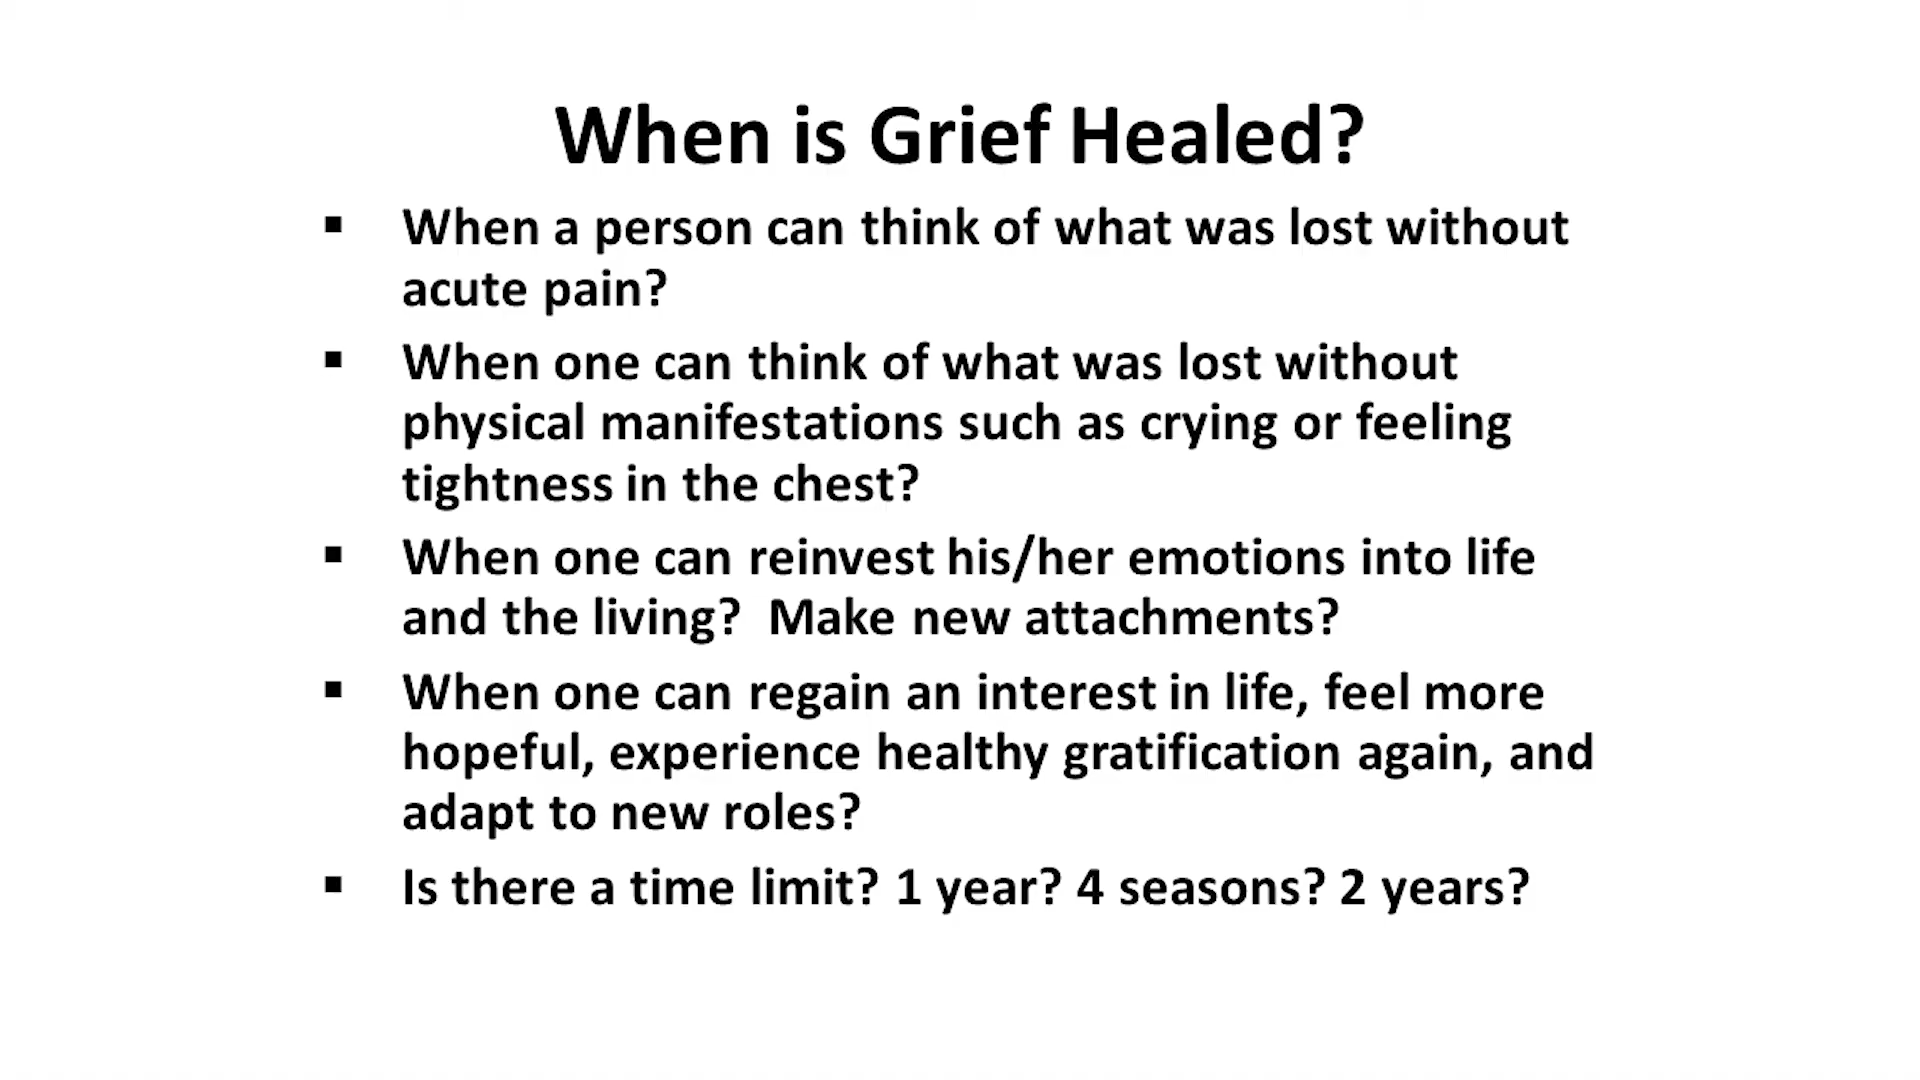 When is Grief Healed?
▪ When a person can think of what was lost without
acute pain?
▪ When one can think of what was lost without
physical manifestations such as crying or feeling
tightness in the chest?
▪ When one can reinvest his/her emotions into life
and the living?  Make new attachments?
▪ When one can regain an interest in life, feel more
hopeful, experience healthy gratification again, and
adapt to new roles?
▪ Is there a time limit? 1 year? 4 seasons? 2 years?